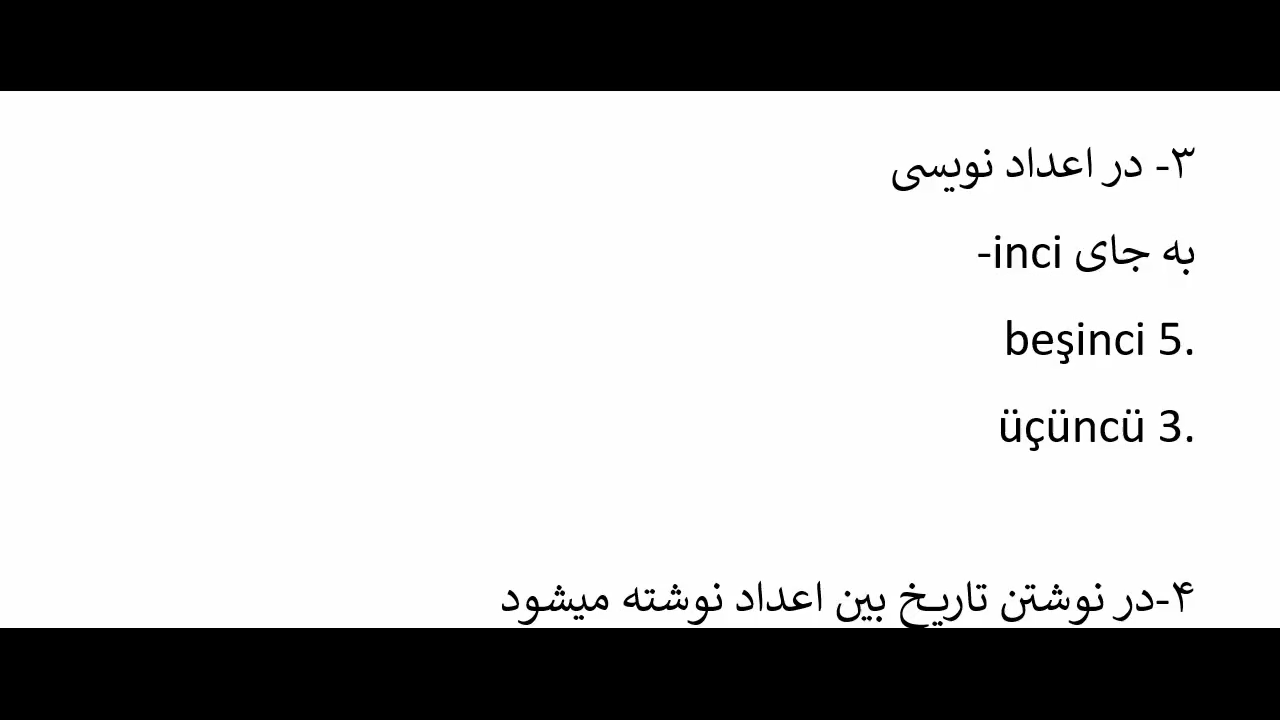 ۳- در اعداد نویسی
به جای inci-
beşinci 5.
üçüncü 3.
۴-در نوشتن تاریخ بین اعداد نوشته میشود